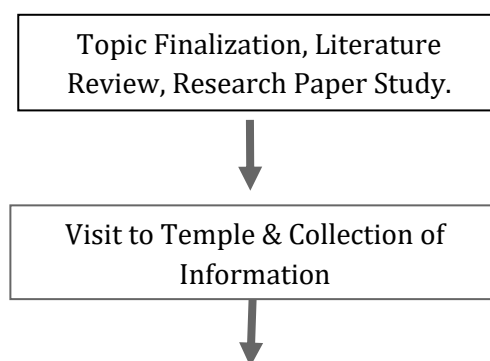 Topic Finalization, Literature
Review, Research Paper Study.
Visit to Temple & Collection of
Information